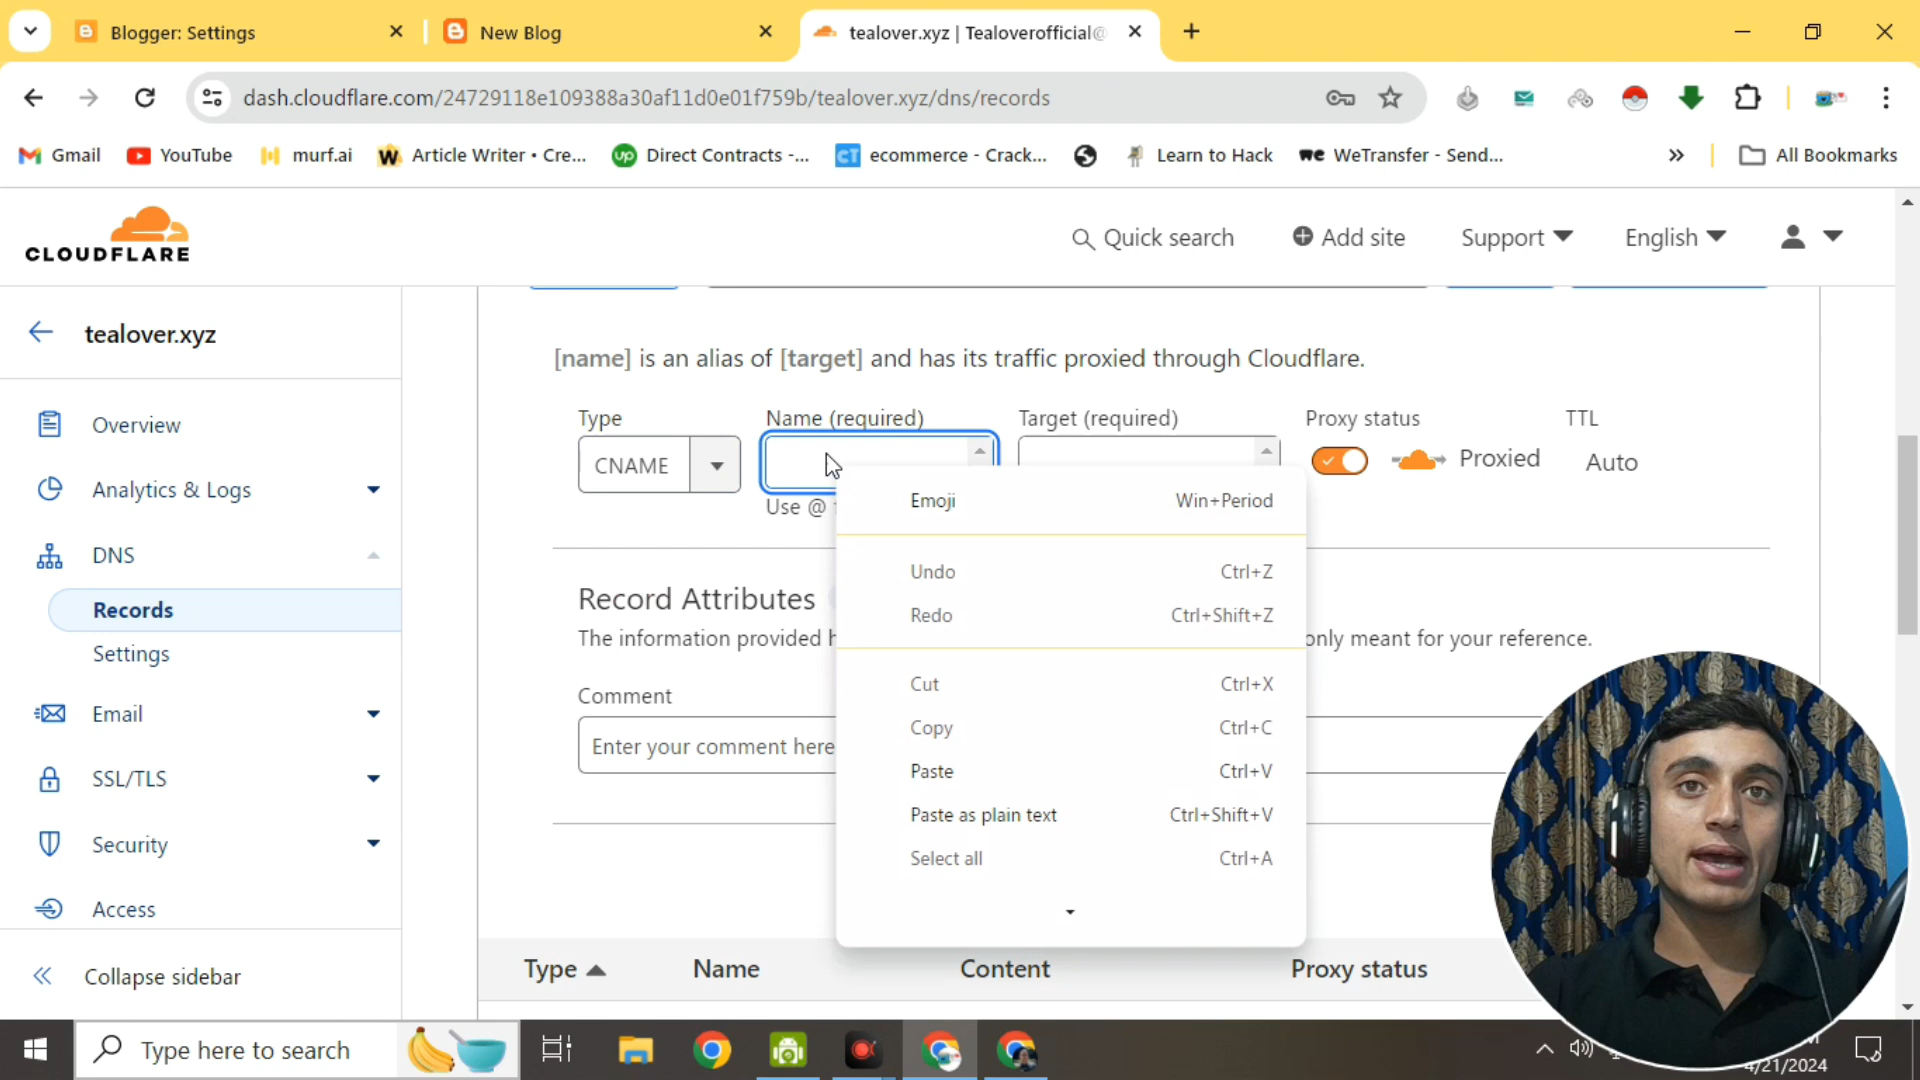 Blogger: Settings
New Blog
tealover.xyz | Tealoverofficial@
dash.cloudflare.com/24729118e109388a30af11d0e01f759b/tealover.xyz/dns/records
Gmail
YouTube
murf.ai
Article Writer • Cre...
up Direct Contracts -...
CT ecommerce - Crack...
Learn to Hack
we WeTransfer - Send...
All Bookmarks
CLOUDFLARE
Quick search
Add site
Support
English
tealover.xyz
Overview
Analytics & Logs
DNS
Records
Settings
Email
SSL/TLS
Security
Access
Collapse sidebar
[name] is an alias of [target] and has its traffic proxied through Cloudflare.
Type
Name (required)
Target (required)
Proxy status
TTL
CNAME
Proxied
Auto
Use @
Emoji Win+Period
Undo Ctrl+Z
Redo Ctrl+Shift+Z
Cut Ctrl+X
Copy Ctrl+C
Paste Ctrl+V
Paste as plain text Ctrl+Shift+V
Select all Ctrl+A
Record Attributes
The information provided only meant for your reference.
Comment
Enter your comment here
Type Name Content Proxy status
Type here to search
4/21/2024